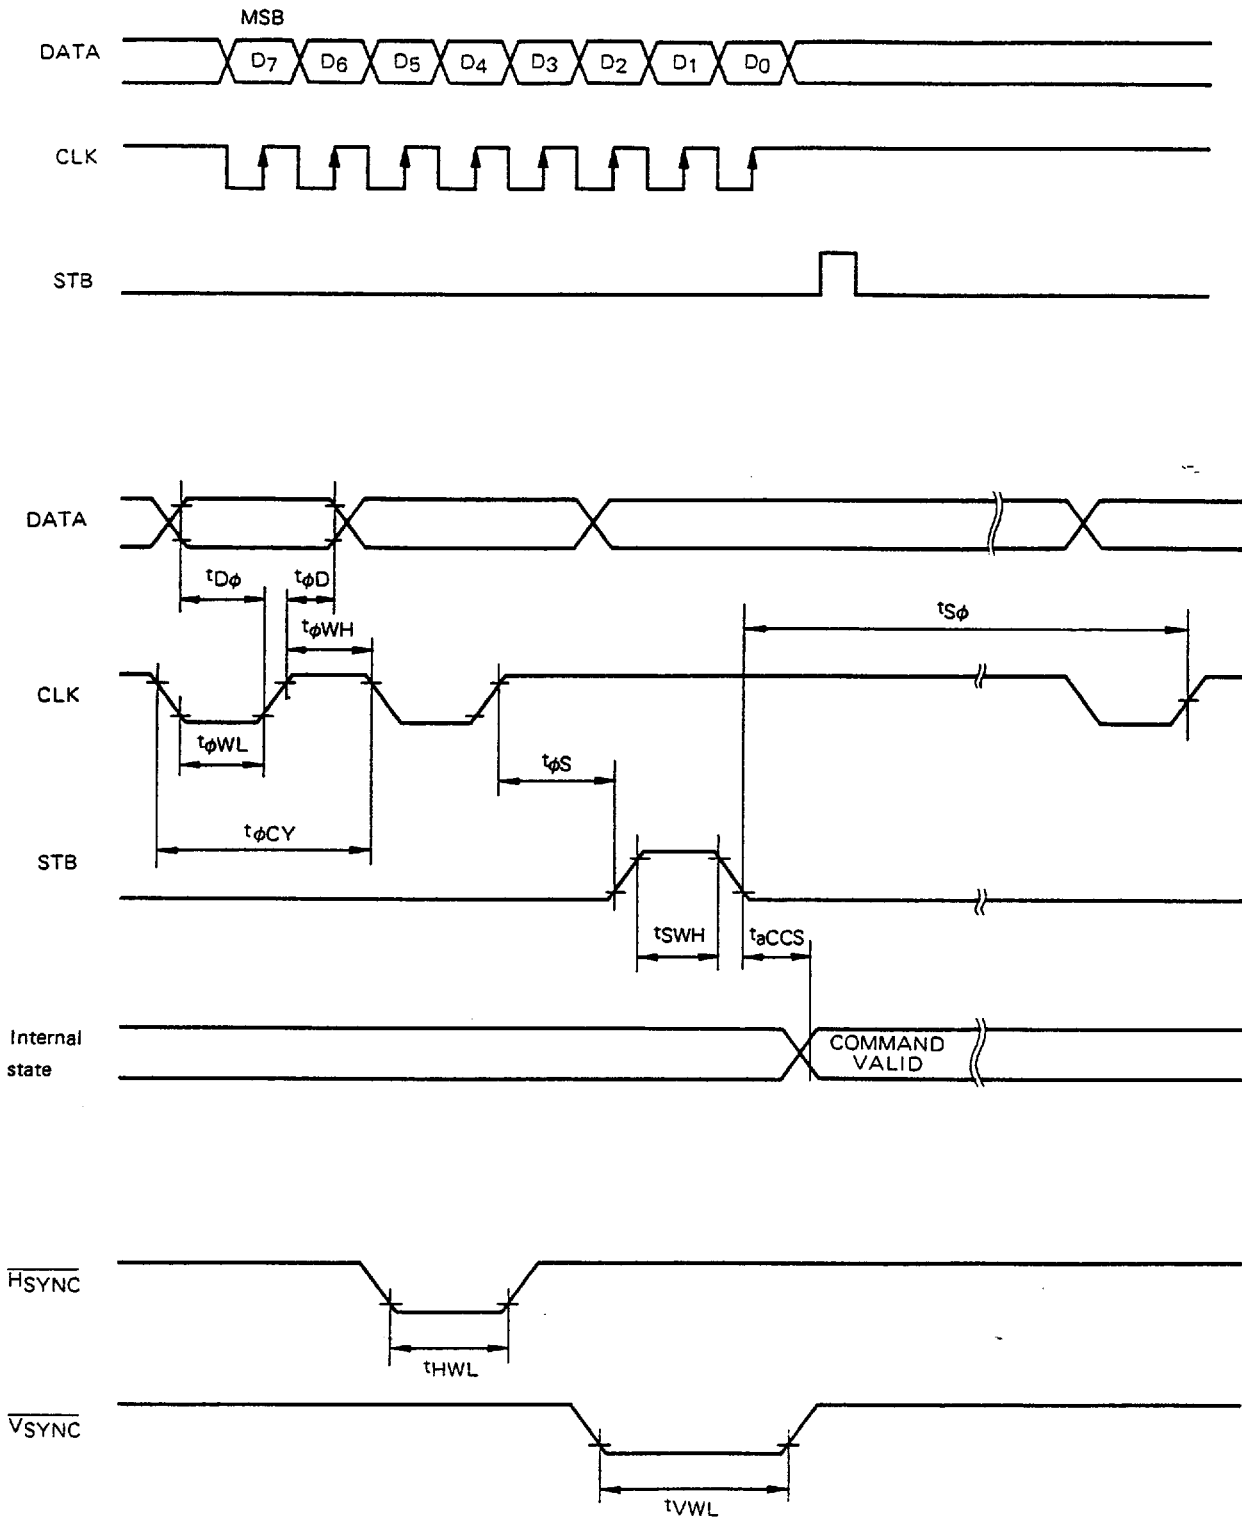 MSB
DATA D7 D6 D5 D4 D3 D2 D1 D0
CLK
STB
DATA
tDϕ tϕD
tSϕ
tϕWH
CLK
tϕWL
tϕS
tϕCY
STB
tSWH taCCS
Internal
state
COMMAND
VALID
HSYNC
tHWL
VSYNC
tVWL